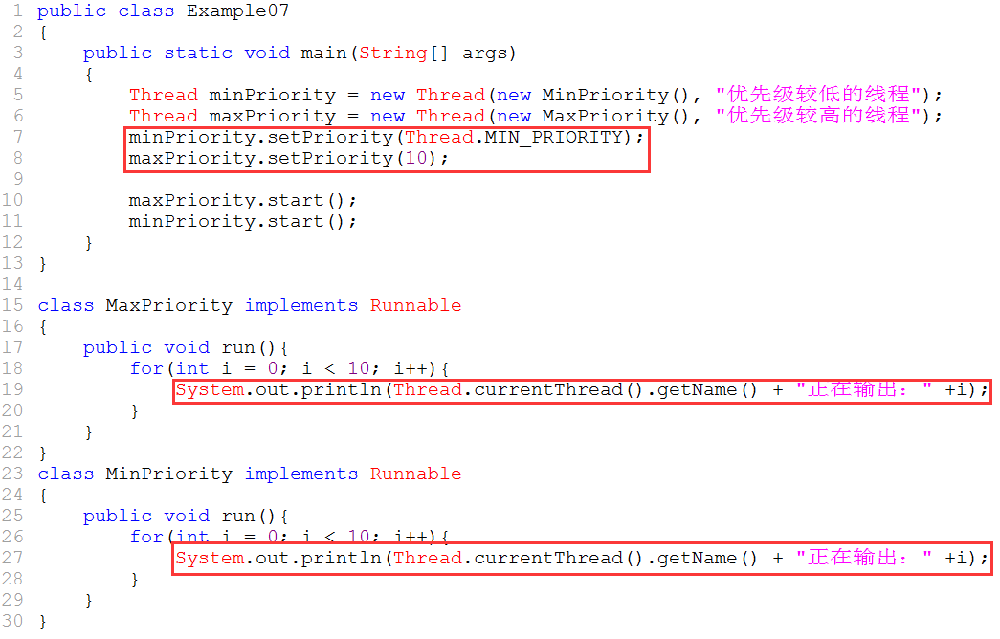 1 public class Example07
2 {
3     public static void main(String[] args)
4     {
5         Thread minPriority = new Thread(new MinPriority(), "优先级较低的线程");
6         Thread maxPriority = new Thread(new MaxPriority(), "优先级较高的线程");
7         minPriority.setPriority(Thread.MIN_PRIORITY);
8         maxPriority.setPriority(10);
9
10         maxPriority.start();
11         minPriority.start();
12     }
13 }
14
15 class MaxPriority implements Runnable
16 {
17     public void run(){
18         for(int i = 0; i < 10; i++){
19             System.out.println(Thread.currentThread().getName() + "正在输出：" +i);
20         }
21     }
22 }
23 class MinPriority implements Runnable
24 {
25     public void run(){
26         for(int i = 0; i < 10; i++){
27             System.out.println(Thread.currentThread().getName() + "正在输出：" +i);
28         }
29     }
30 }